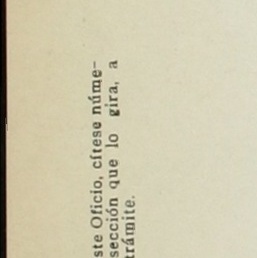 ste Oficio, cítese núme-
sección que lo gira, a
trámite.